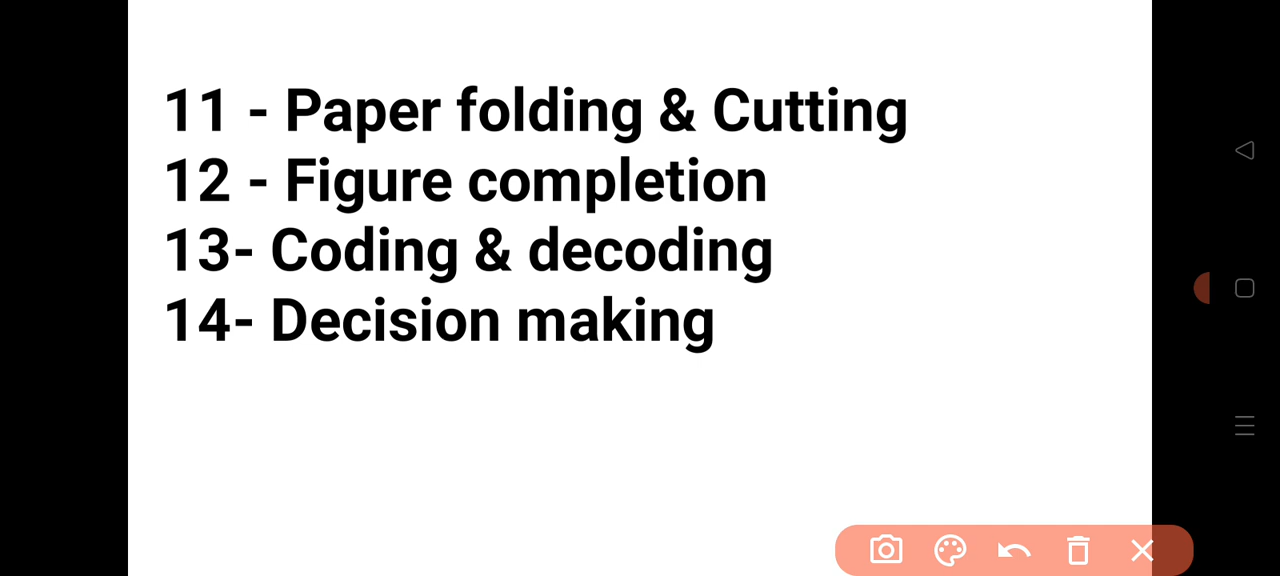 11 - Paper folding & Cutting
12 - Figure completion
13- Coding & decoding
14- Decision making